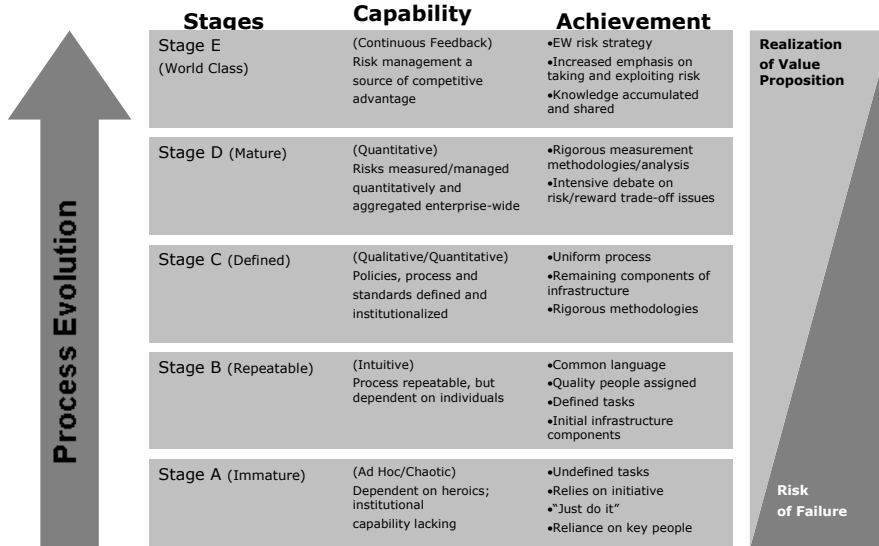 Stages
Capability
Achievement
Process Evolution
Stage E
(World Class)
(Continuous Feedback)
Risk management a
source of competitive
advantage
•EW risk strategy
•Increased emphasis on
taking and exploiting risk
•Knowledge accumulated
and shared
Stage D (Mature)
(Quantitative)
Risks measured/managed
quantitatively and
aggregated enterprise-wide
•Rigorous measurement
methodologies/analysis
•Intensive debate on
risk/reward trade-off issues
Stage C (Defined)
(Qualitative/Quantitative)
Policies, process and
standards defined and
institutionalized
•Uniform process
•Remaining components of
infrastructure
•Rigorous methodologies
Stage B (Repeatable)
(Intuitive)
Process repeatable, but
dependent on individuals
•Common language
•Quality people assigned
•Defined tasks
•Initial infrastructure
components
Stage A (Immature)
(Ad Hoc/Chaotic)
Dependent on heroics;
institutional
capability lacking
•Undefined tasks
•Relies on initiative
•"Just do it"
•Reliance on key people
Realization
of Value
Proposition
Risk
of Failure